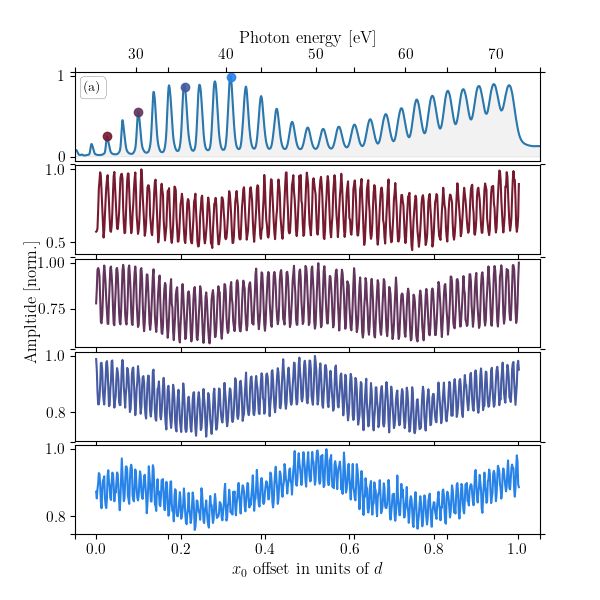 Photon energy [eV]
30 40 50 60 70
(a)
1
0
1.0
0.5
1.00
0.75
Ampltide [norm.]
1.0
0.8
1.0
0.8
0.0 0.2 0.4 0.6 0.8 1.0
x₀ offset in units of d